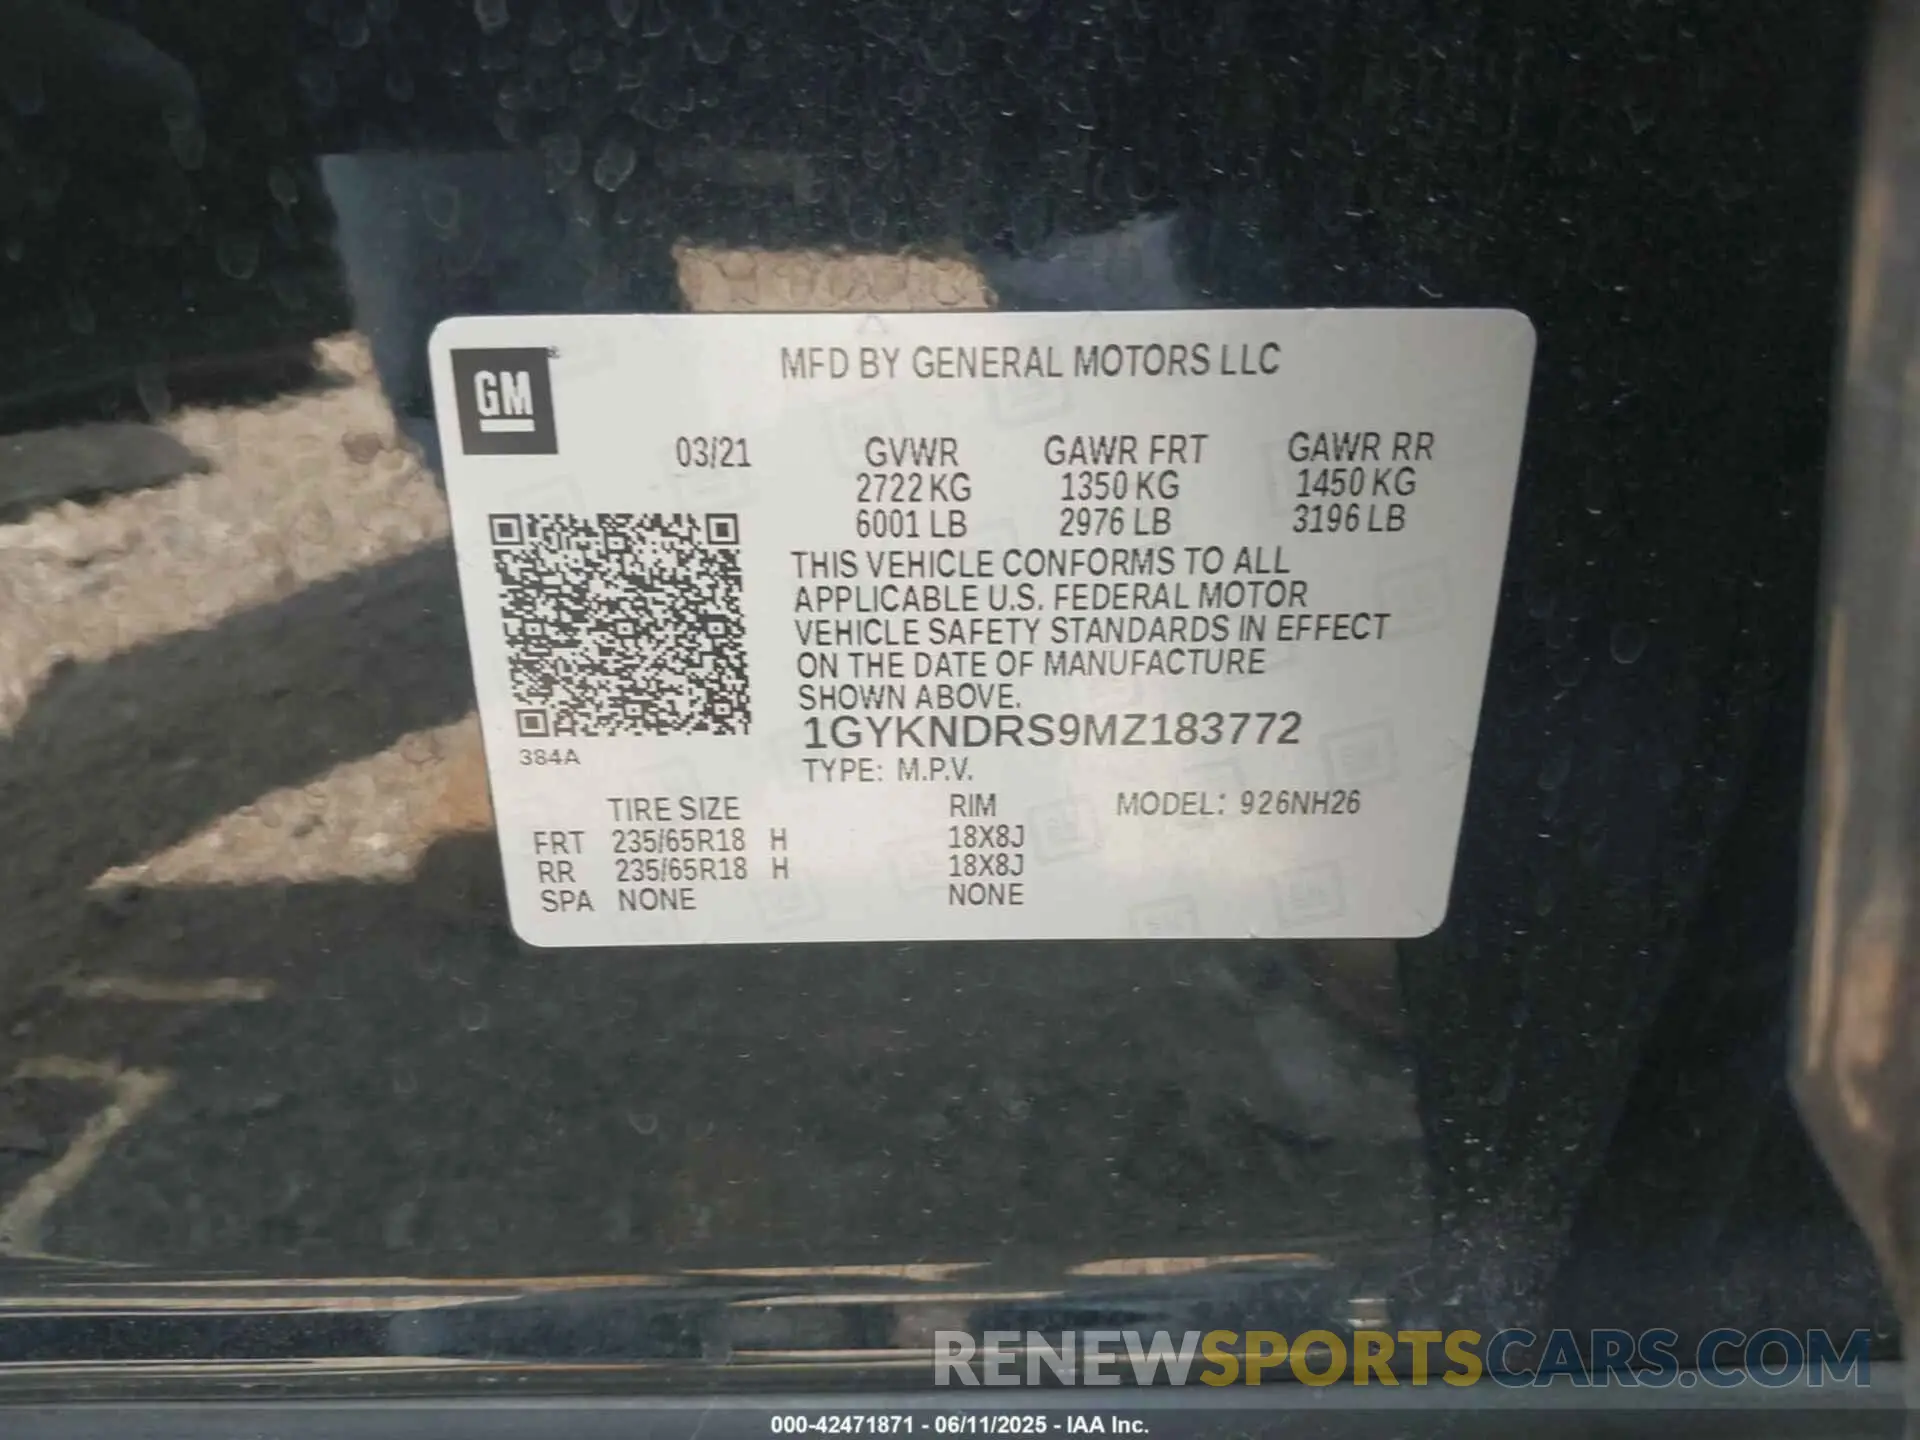 GM
MFD BY GENERAL MOTORS LLC
03/21 GVWR GAWR FRT GAWR RR
2722 KG 1350 KG 1450 KG
6001 LB 2976 LB 3196 LB
THIS VEHICLE CONFORMS TO ALL
APPLICABLE U.S. FEDERAL MOTOR
VEHICLE SAFETY STANDARDS IN EFFECT
ON THE DATE OF MANUFACTURE
SHOWN ABOVE.
1GYKNDRS9MZ183772
384A
TYPE: M.P.V.
TIRE SIZE RIM MODEL: 926NH26
FRT 235/65R18 H 18X8J
RR 235/65R18 H 18X8J
SPA NONE NONE
RENEWSPORTSCARS.COM
000-42471871 - 06/11/2025 - IAA Inc.